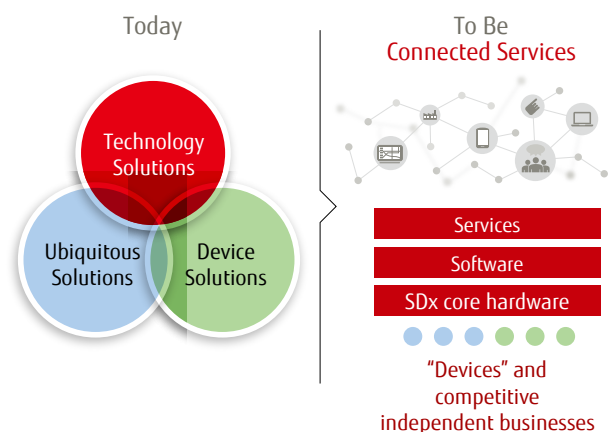 Today
Technology
Solutions
Ubiquitous
Solutions
Device
Solutions
To Be
Connected Services
Services
Software
SDx core hardware
“Devices” and
competitive
independent businesses